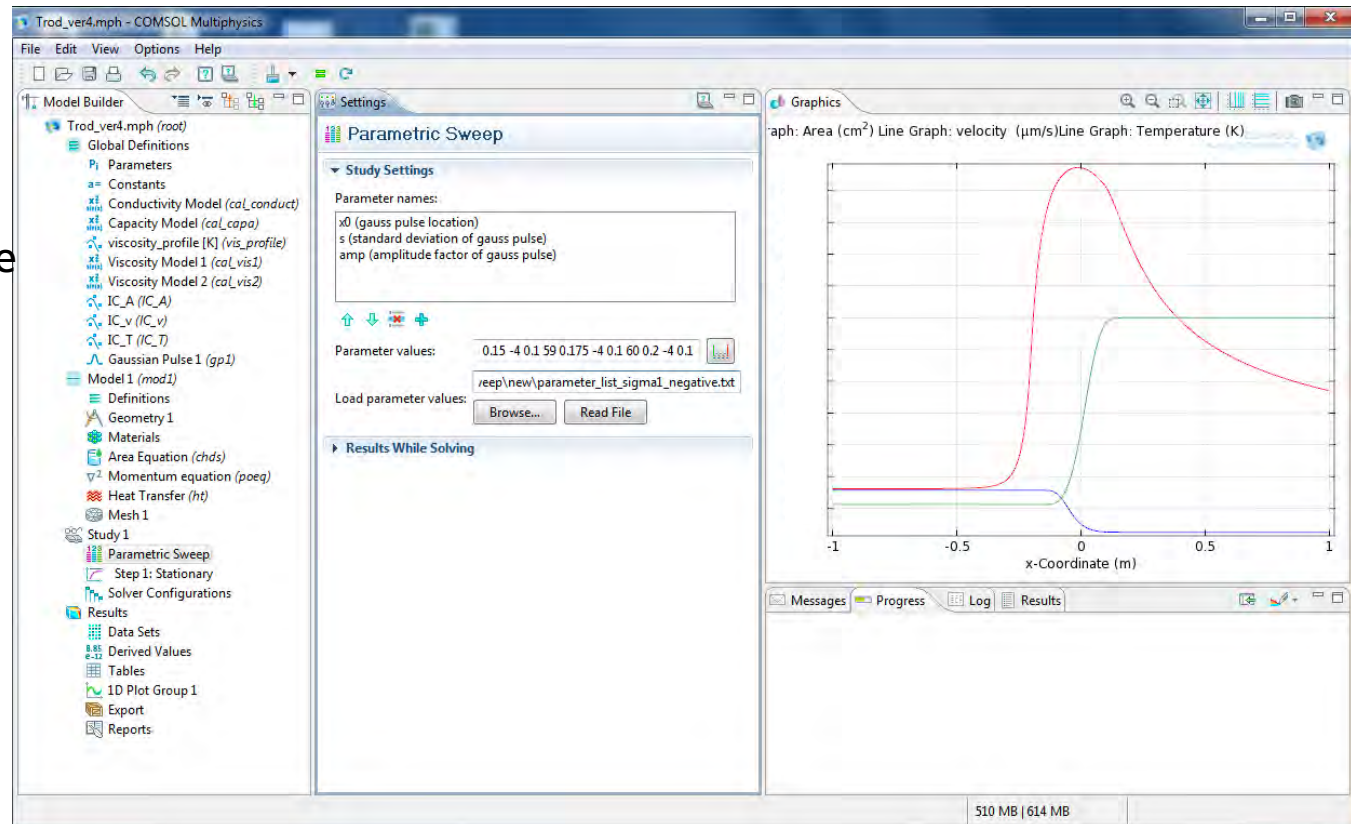 Trod_ver4.mph - COMSOL Multiphysics
File Edit View Options Help
Model Builder
Trod_ver4.mph (root)
Global Definitions
Pi Parameters
a= Constants
Conductivity Model (cal_conduct)
Capacity Model (cal_capa)
viscosity_profile [K] (vis_profile)
Viscosity Model 1 (cal_vis1)
Viscosity Model 2 (cal_vis2)
IC_A (IC_A)
IC_v (IC_v)
IC_T (IC_T)
Gaussian Pulse 1 (gp1)
Model 1 (mod1)
Definitions
Geometry 1
Materials
Area Equation (chds)
∇² Momentum equation (poeq)
Heat Transfer (ht)
Mesh 1
Study 1
Parametric Sweep
Step 1: Stationary
Solver Configurations
Results
Data Sets
8.85 e-12 Derived Values
Tables
1D Plot Group 1
Export
Reports
e
Settings
Parametric Sweep
Study Settings
Parameter names:
x0 (gauss pulse location)
s (standard deviation of gauss pulse)
amp (amplitude factor of gauss pulse)
Parameter values: 0.15 -4 0.1 59 0.175 -4 0.1 60 0.2 -4 0.1
veep\new\parameter_list_sigma1_negative.txt
Load parameter values:
Browse... Read File
Results While Solving
Graphics
raph: Area (cm²) Line Graph: velocity (µm/s)Line Graph: Temperature (K)
-1 -0.5 0 0.5 1
x-Coordinate (m)
Messages Progress Log Results
510 MB | 614 MB